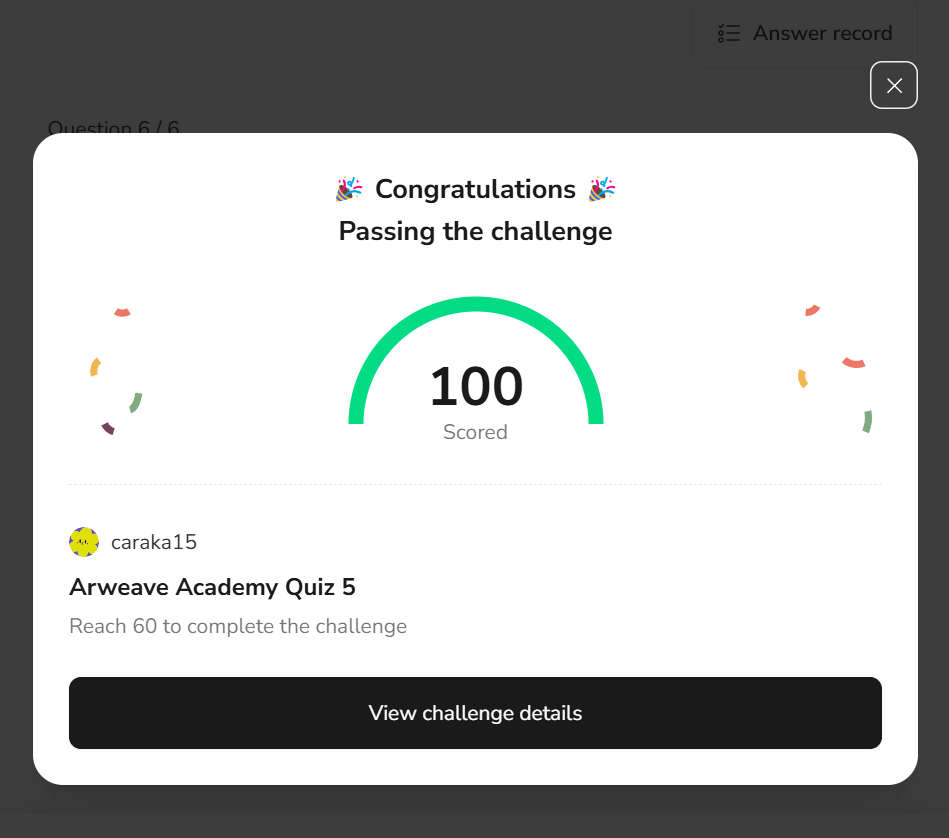 Answer record
Question 6 / 6
Congratulations
Passing the challenge
100
Scored
caraka15
Arweave Academy Quiz 5
Reach 60 to complete the challenge
View challenge details